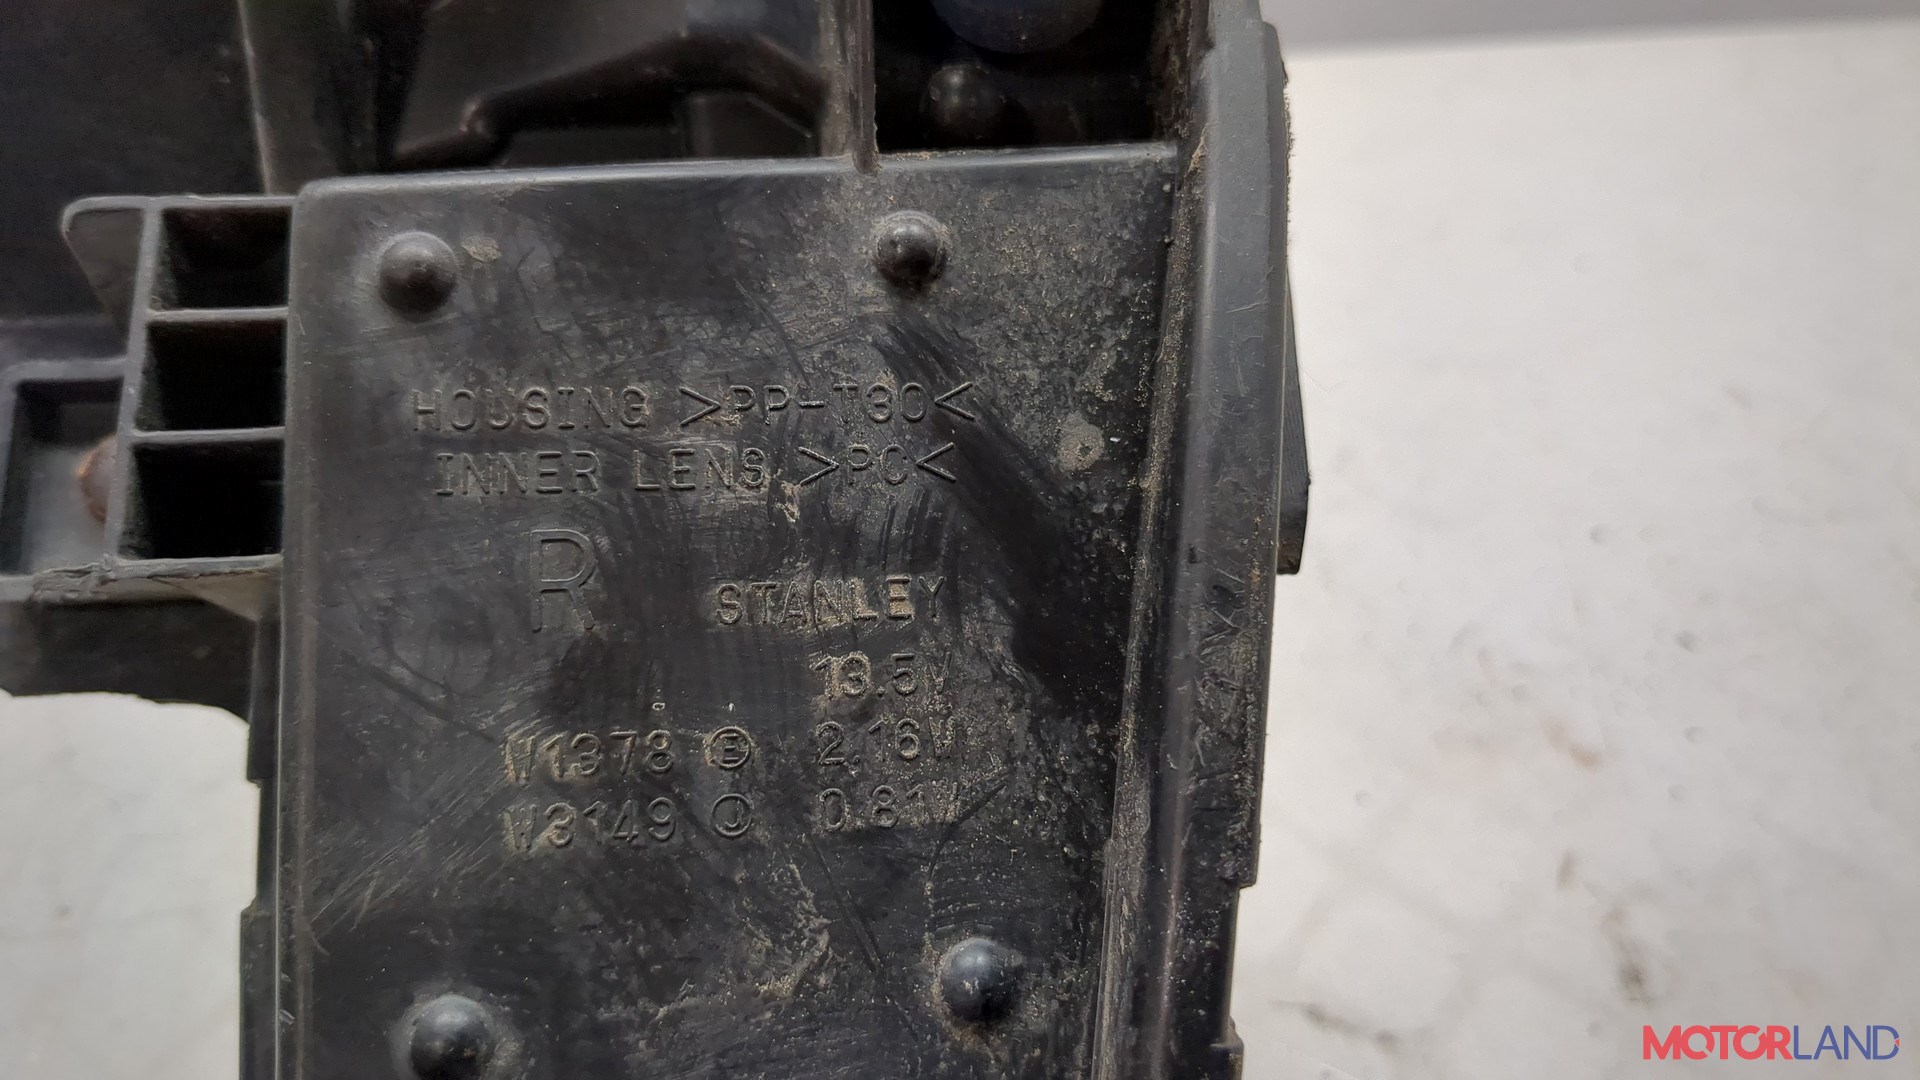 HOUSING >PP-T30<
INNER LENS >PC<
R STANLEY
13.5V
W1378 Ⓔ 2.16W
W3149 Ⓙ 0.81W
MOTORLAND